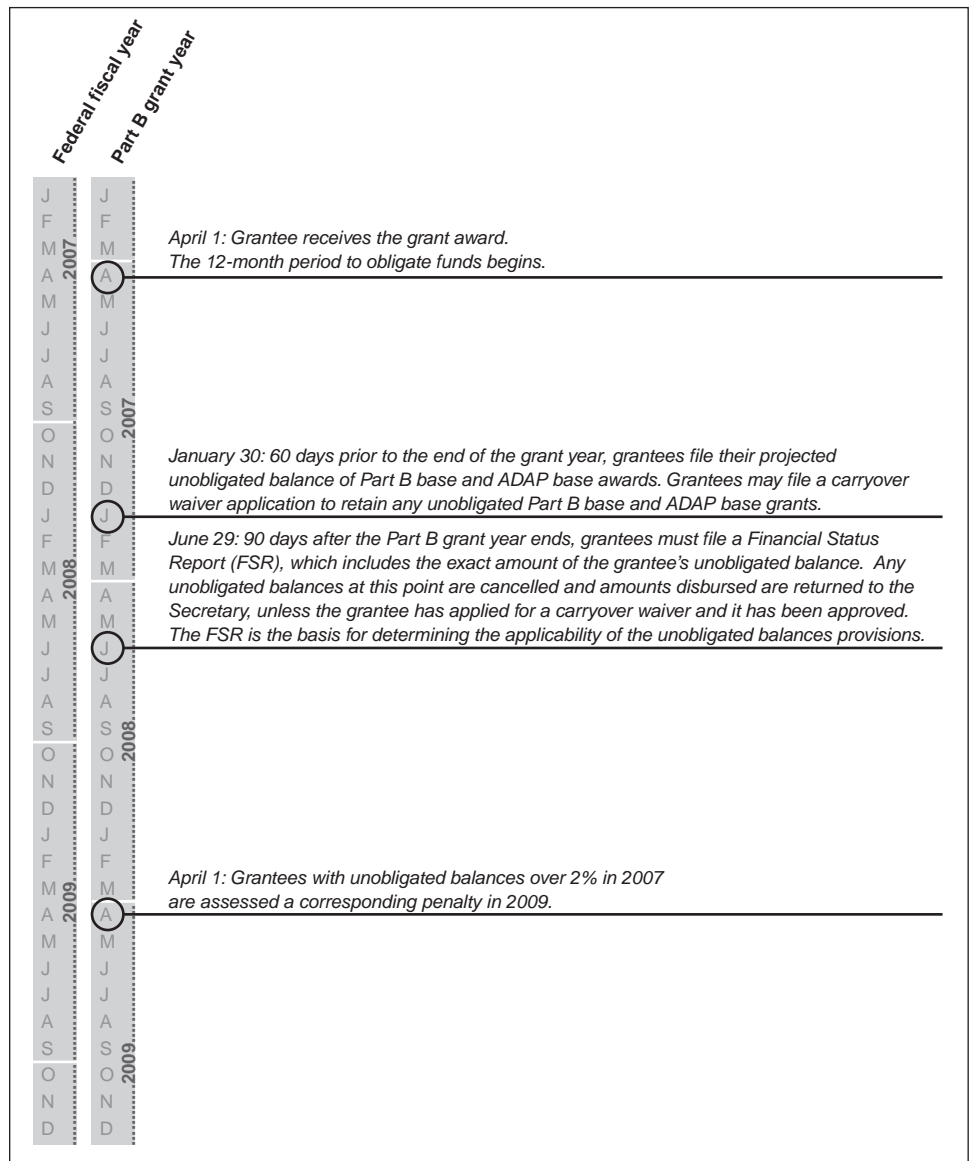 Federal fiscal year
Part B grant year
J J
F F
M M
2007
April 1: Grantee receives the grant award.
The 12-month period to obligate funds begins.
A A
M M
J J
J J
A A
S S
2007
O O
N N
D D
January 30: 60 days prior to the end of the grant year, grantees file their projected
unobligated balance of Part B base and ADAP base awards. Grantees may file a carryover
waiver application to retain any unobligated Part B base and ADAP base grants.
J J
F F
M M
2008
A A
M M
June 29: 90 days after the Part B grant year ends, grantees must file a Financial Status
Report (FSR), which includes the exact amount of the grantee's unobligated balance. Any
unobligated balances at this point are cancelled and amounts disbursed are returned to the
Secretary, unless the grantee has applied for a carryover waiver and it has been approved.
The FSR is the basis for determining the applicability of the unobligated balances provisions.
J J
J J
A A
S S
2008
O O
N N
D D
J J
F F
M M
2009
April 1: Grantees with unobligated balances over 2% in 2007
are assessed a corresponding penalty in 2009.
A A
M M
J J
J J
A A
S S
2009
O O
N N
D D